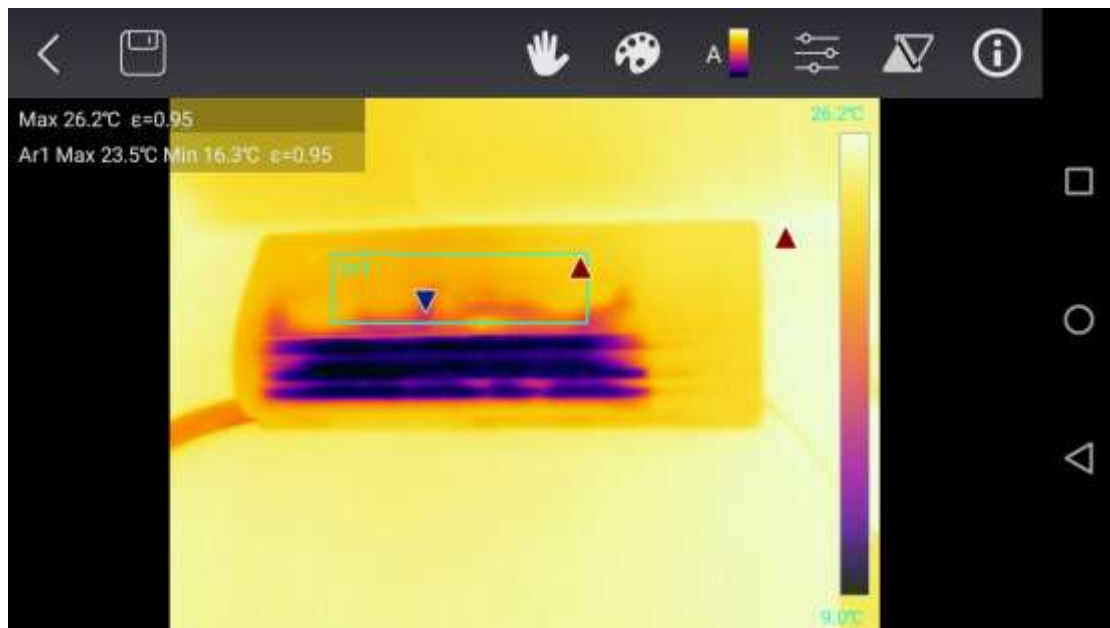 A
Max 26.2℃ ε=0.95
Ar1 Max 23.5℃ Min 16.3℃ ε=0.95
26.2℃
Ar1
9.0℃